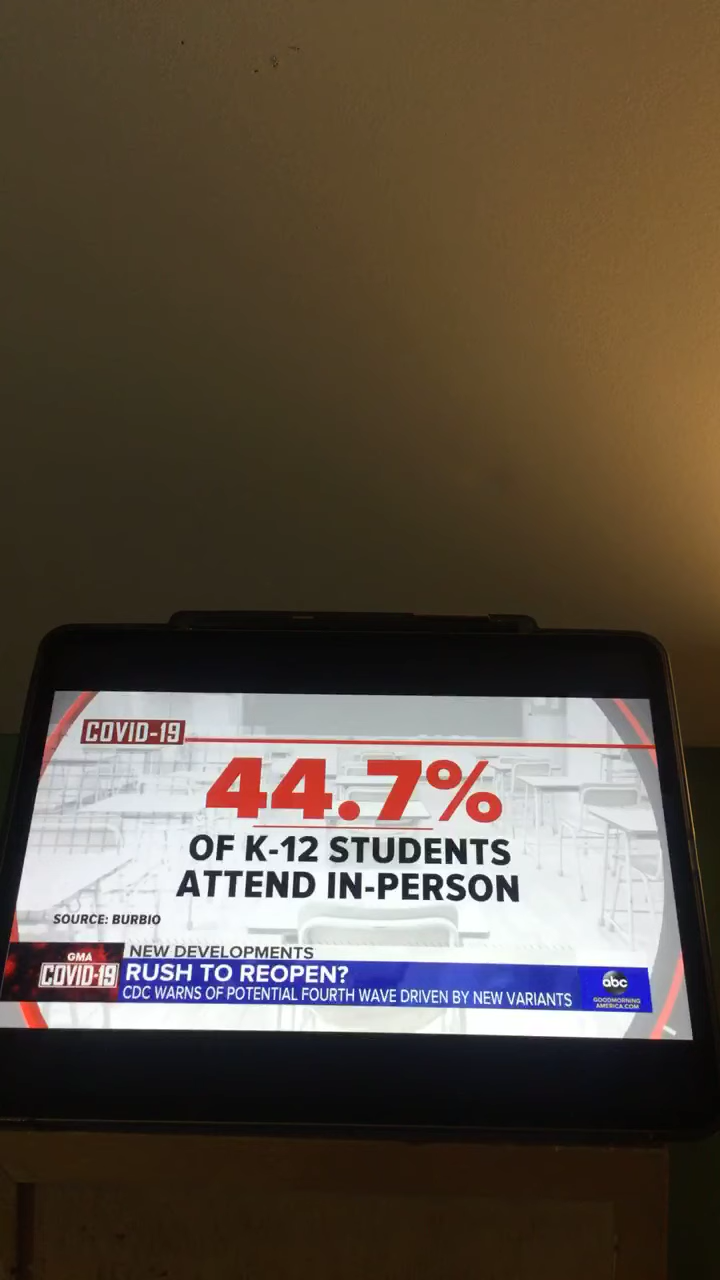 COVID-19
44.7%
OF K-12 STUDENTS
ATTEND IN-PERSON
SOURCE: BURBIO
GMA
COVID-19
NEW DEVELOPMENTS
RUSH TO REOPEN?
CDC WARNS OF POTENTIAL FOURTH WAVE DRIVEN BY NEW VARIANTS
abc
GOODMORNING
AMERICA.COM